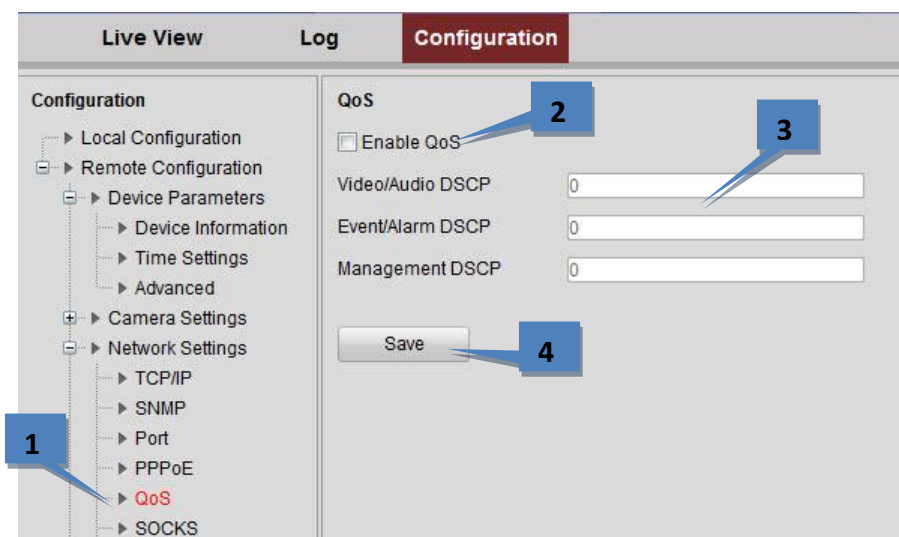 Live View Log Configuration
Configuration
Local Configuration
Remote Configuration
Device Parameters
Device Information
Time Settings
Advanced
Camera Settings
Network Settings
TCP/IP
SNMP
Port
PPPoE
QoS
SOCKS
1
QoS
2
Enable QoS
3
Video/Audio DSCP 0
Event/Alarm DSCP 0
Management DSCP 0
Save
4